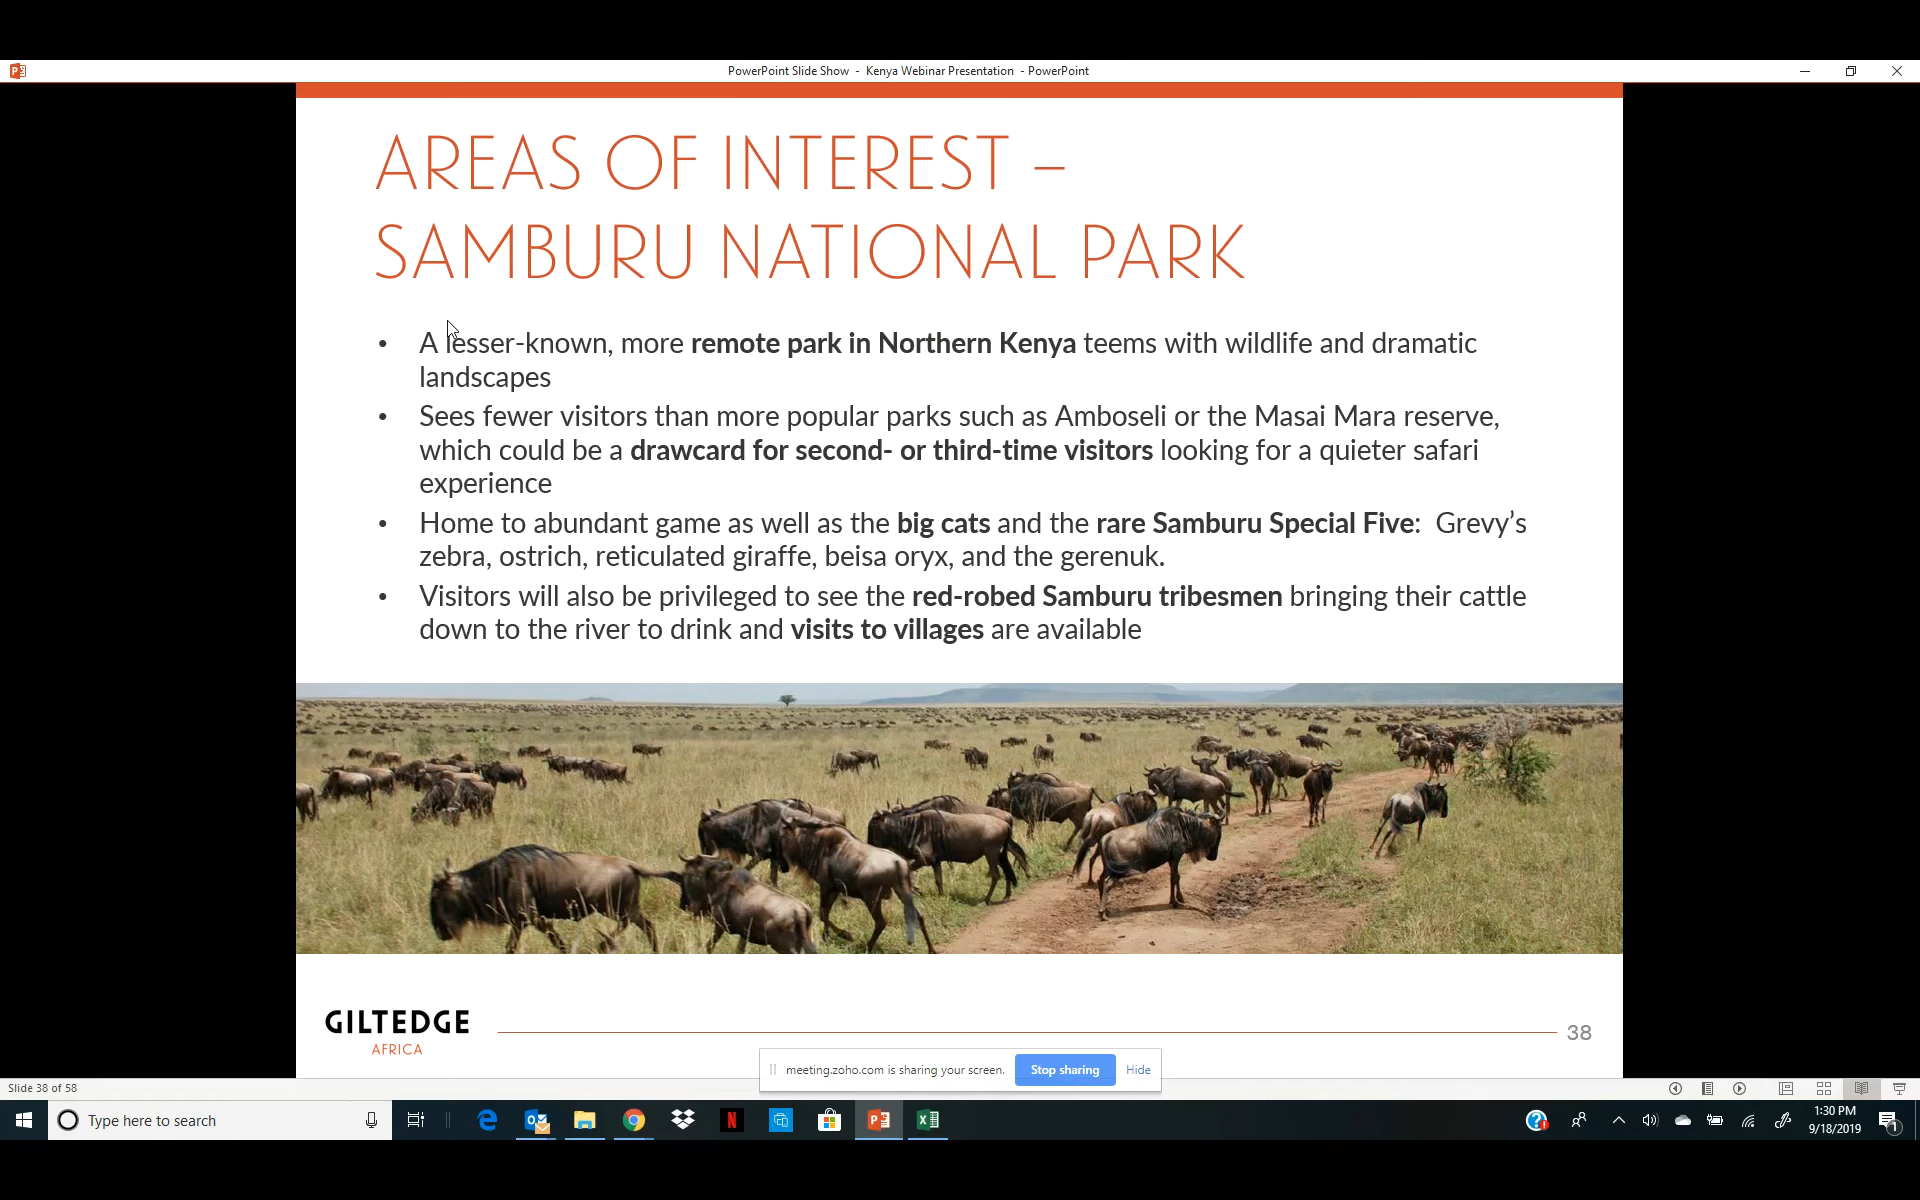 PowerPoint Slide Show - Kenya Webinar Presentation - PowerPoint
AREAS OF INTEREST –
SAMBURU NATIONAL PARK
• A lesser-known, more remote park in Northern Kenya teems with wildlife and dramatic
landscapes
• Sees fewer visitors than more popular parks such as Amboseli or the Masai Mara reserve,
which could be a drawcard for second- or third-time visitors looking for a quieter safari
experience
• Home to abundant game as well as the big cats and the rare Samburu Special Five:  Grevy’s
zebra, ostrich, reticulated giraffe, beisa oryx, and the gerenuk.
• Visitors will also be privileged to see the red-robed Samburu tribesmen bringing their cattle
down to the river to drink and visits to villages are available
GILTEDGE
AFRICA
38
meeting.zoho.com is sharing your screen.
Stop sharing
Hide
Slide 38 of 58
Type here to search
1:30 PM
9/18/2019
1